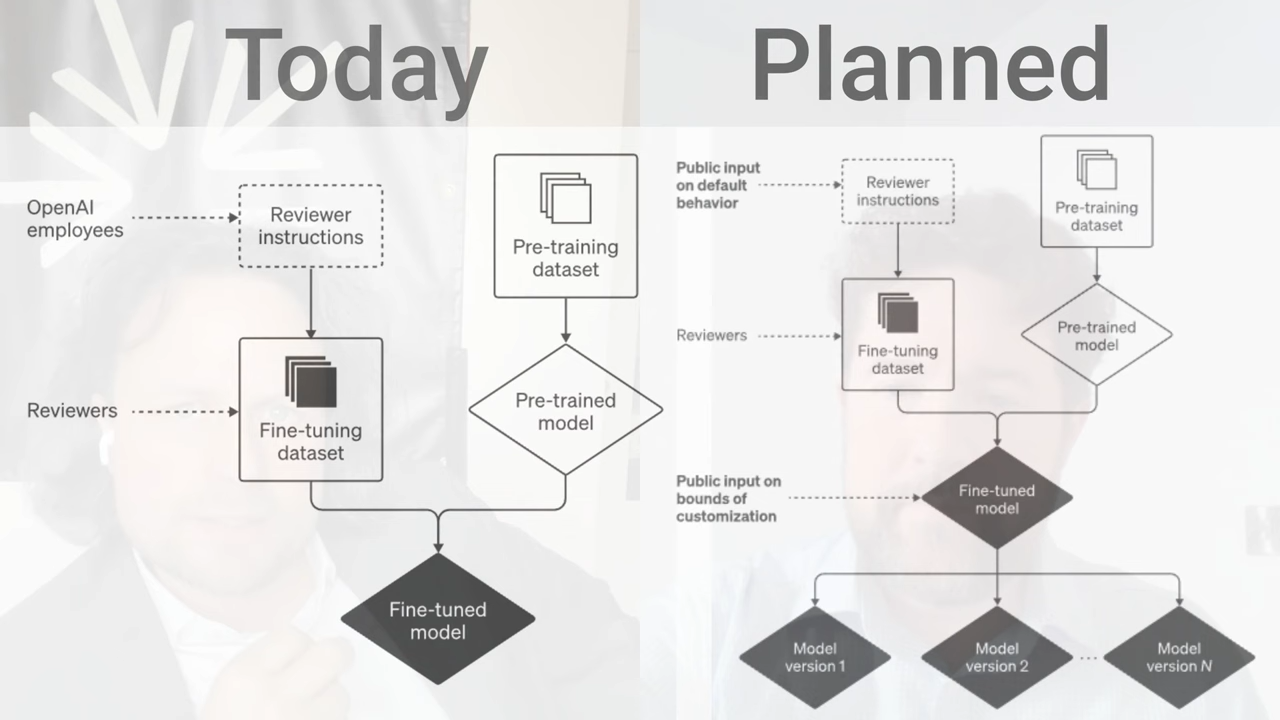 Today
OpenAI
employees
Reviewer
instructions
Pre-training
dataset
Reviewers
Fine-tuning
dataset
Pre-trained
model
Fine-tuned
model
Planned
Public input
on default
behavior
Reviewer
instructions
Pre-training
dataset
Reviewers
Fine-tuning
dataset
Pre-trained
model
Public input on
bounds of
customization
Fine-tuned
model
Model
version 1
Model
version 2
...
Model
version N